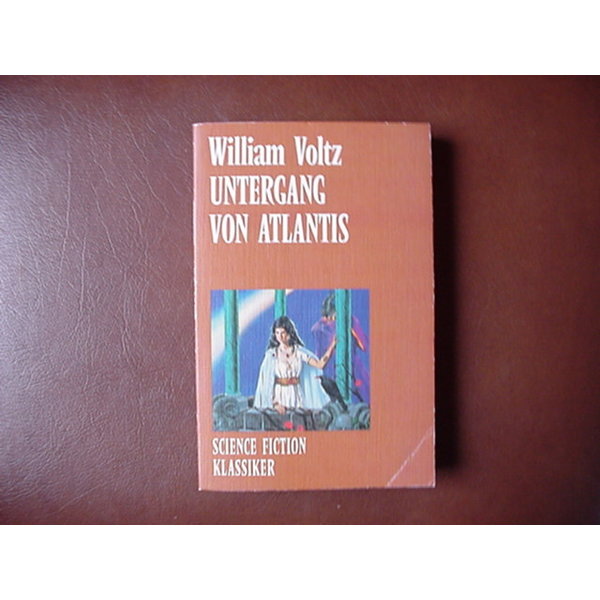 William Voltz
UNTERGANG
VON ATLANTIS
SCIENCE FICTION
KLASSIKER